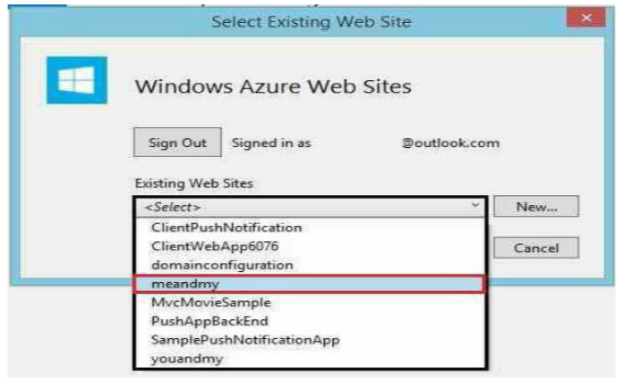 Select Existing Web Site
Windows Azure Web Sites
Sign Out Signed in as @outlook.com
Existing Web Sites
<Select> New...
ClientPushNotification
ClientWebApp6076 Cancel
domainconfiguration
meandmy
MvcMovieSample
PushAppBackEnd
SamplePushNotificationApp
youandmy